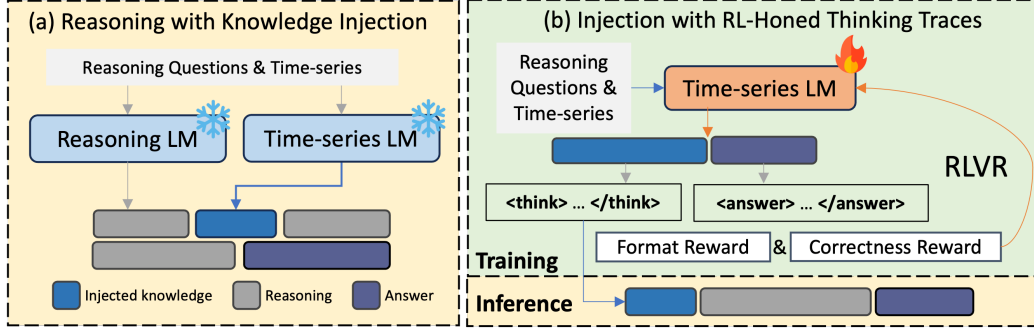 (a) Reasoning with Knowledge Injection
Reasoning Questions & Time-series
Reasoning LM
Time-series LM
Injected knowledge
Reasoning
Answer
(b) Injection with RL-Honed Thinking Traces
Reasoning
Questions &
Time-series
Time-series LM
RLVR
<think> ... </think>
<answer> ... </answer>
Format Reward & Correctness Reward
Training
Inference